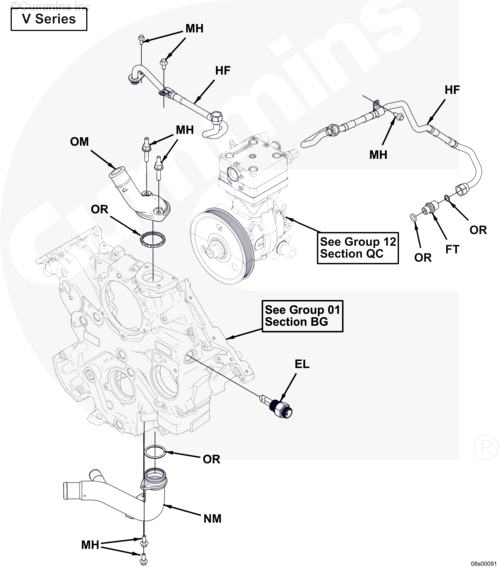 ©Cummins Inc
V Series
MH
HF
HF
MH
OM
MH
OR
OR
OR
FT
See Group 12
Section QC
See Group 01
Section BG
EL
OR
NM
MH
Cummins
®
08s00091